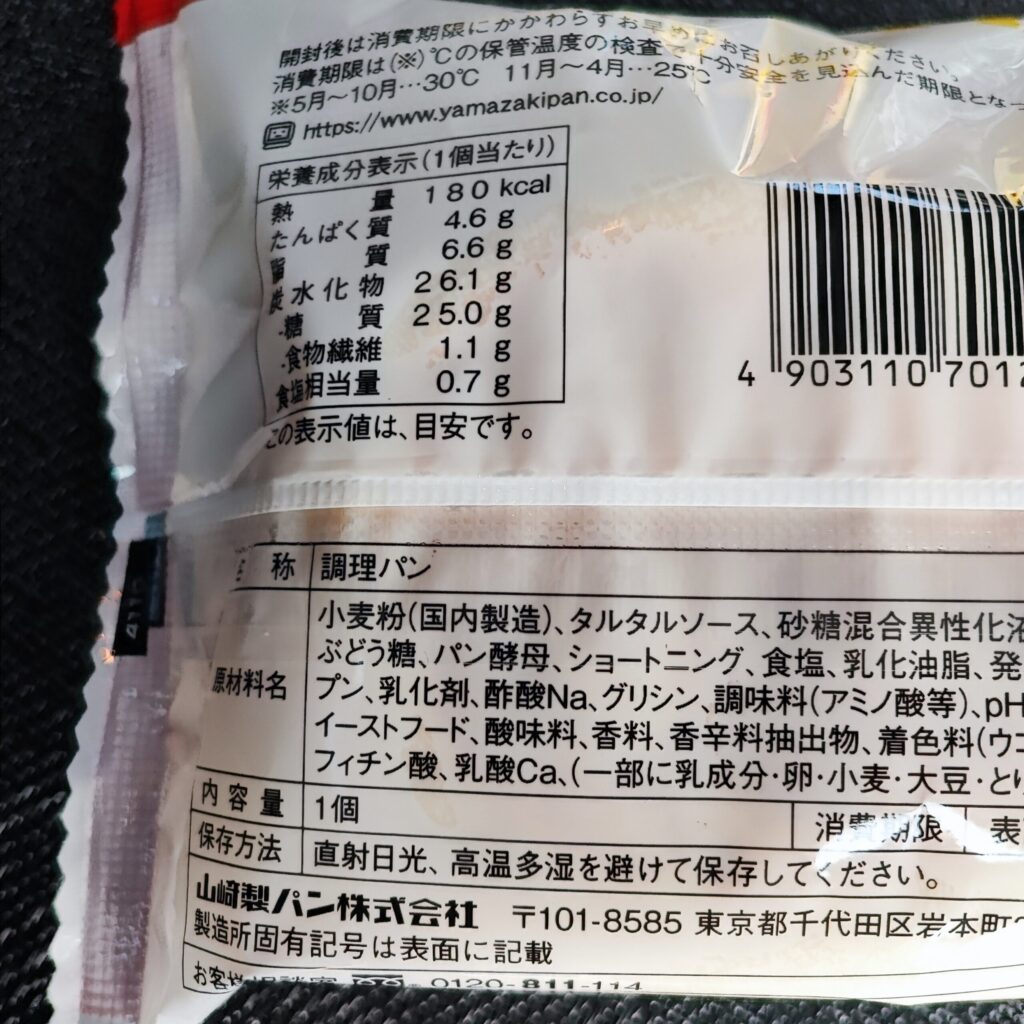 開封後は消費期限にかかわらずお早めにお召しあがりください。
消費期限は(※)℃の保管温度の検査で十分安全を見込んだ期限となっ
※5月〜10月…30℃ 11月〜4月…25℃
https://www.yamazakipan.co.jp/
栄養成分表示(1個当たり)
熱量 180 kcal
たんぱく質 4.6 g
脂質 6.6 g
炭水化物 26.1 g
-糖質 25.0 g
-食物繊維 1.1 g
食塩相当量 0.7 g
この表示値は、目安です。
4 903110 7012
称 調理パン
原材料名 小麦粉(国内製造)、タルタルソース、砂糖混合異性化液
ぶどう糖、パン酵母、ショートニング、食塩、乳化油脂、発
プン、乳化剤、酢酸Na、グリシン、調味料(アミノ酸等)、pH
イーストフード、酸味料、香料、香辛料抽出物、着色料(ウコ
フィチン酸、乳酸Ca、(一部に乳成分・卵・小麦・大豆・とり
内容量 1個 消費期限 表
保存方法 直射日光、高温多湿を避けて保存してください。
山崎製パン株式会社 〒101-8585 東京都千代田区岩本町
製造所固有記号は表面に記載
お客様相談室 0120-811-114